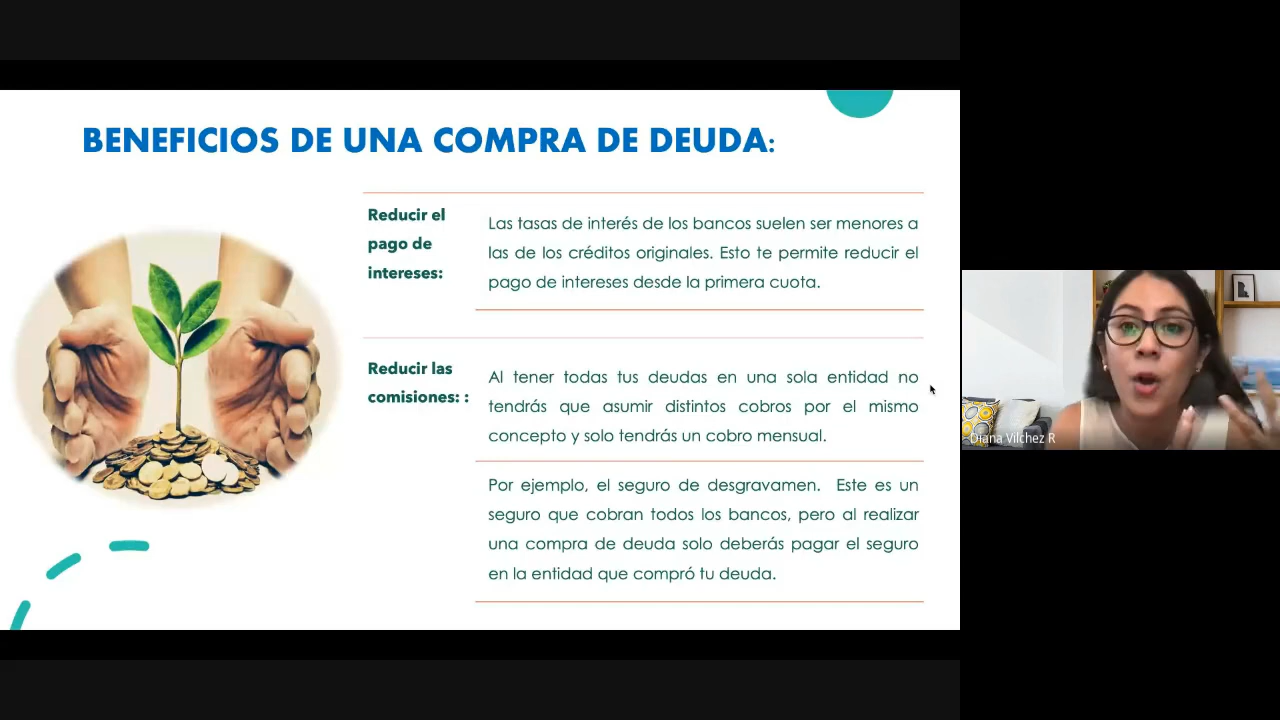 BENEFICIOS DE UNA COMPRA DE DEUDA:
Reducir el
pago de
intereses:
Las tasas de interés de los bancos suelen ser menores a
las de los créditos originales. Esto te permite reducir el
pago de intereses desde la primera cuota.
Reducir las
comisiones: :
Al tener todas tus deudas en una sola entidad no
tendrás que asumir distintos cobros por el mismo
concepto y solo tendrás un cobro mensual.
Por ejemplo, el seguro de desgravamen. Este es un
seguro que cobran todos los bancos, pero al realizar
una compra de deuda solo deberás pagar el seguro
en la entidad que compró tu deuda.
Diana Vilchez R